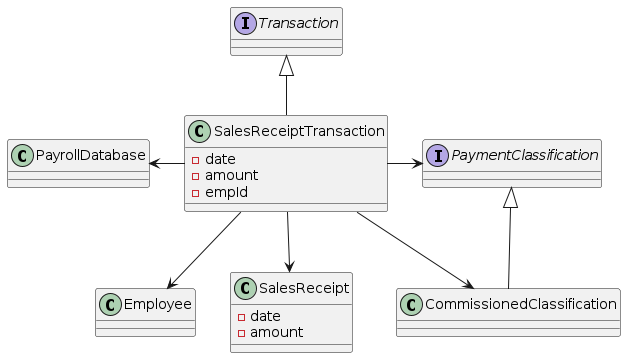 I Transaction
C SalesReceiptTransaction
date
amount
empId
C PayrollDatabase
I PaymentClassification
C Employee
C SalesReceipt
date
amount
C CommissionedClassification